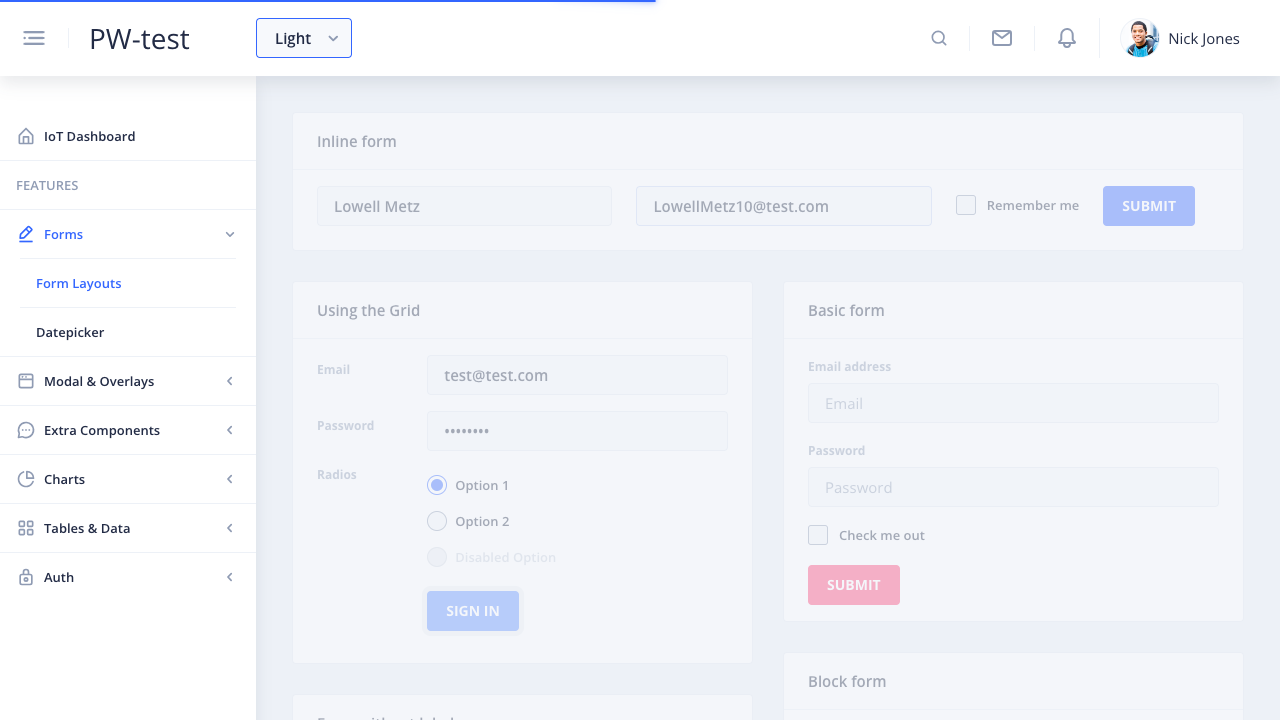 PW-test
Light
Nick Jones
IoT Dashboard
FEATURES
Forms
Form Layouts
Datepicker
Modal & Overlays
Extra Components
Charts
Tables & Data
Auth
Inline form
Lowell Metz
LowellMetz10@test.com
Remember me
SUBMIT
Using the Grid
Email
test@test.com
Password
••••••••
Radios
Option 1
Option 2
Disabled Option
SIGN IN
Basic form
Email address
Email
Password
Password
Check me out
SUBMIT
Block form